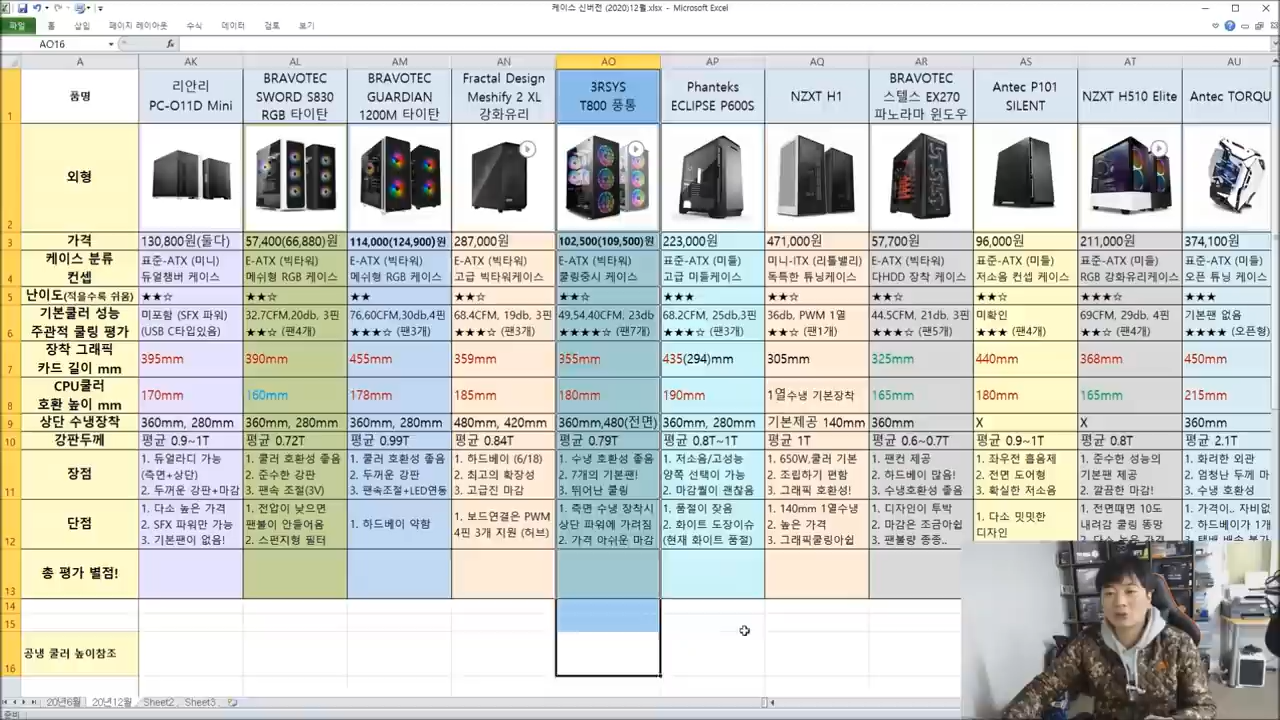 케이스 신버전 (2020)12월.xlsx - Microsoft Excel
파일 홈 삽입 페이지 레이아웃 수식 데이터 검토 보기
AO16 fx
A AK AL AM AN AO AP AQ AR AS AT AU
1 품명 리안리 PC-O11D Mini BRAVOTEC SWORD S830 RGB 타이탄 BRAVOTEC GUARDIAN 1200M 타이탄 Fractal Design Meshify 2 XL 강화유리 3RSYS T800 풍통 Phanteks ECLIPSE P600S NZXT H1 BRAVOTEC 스텔스 EX270 파노라마 윈도우 Antec P101 SILENT NZXT H510 Elite Antec TORQU
2 외형
3 가격 130,800원(둘다) 57,400(66,880)원 114,000(124,900)원 287,000원 102,500(109,500)원 223,000원 471,000원 57,700원 96,000원 211,000원 374,100원
4 케이스 분류 표준-ATX (미니) E-ATX (빅타워) E-ATX (빅타워) E-ATX (빅타워) E-ATX (빅타워) 표준-ATX (미들) 미니-ITX (리틀밸리) E-ATX (빅타워) 표준-ATX (미들) 표준-ATX (미들) 표준-ATX (미들)
컨셉 듀얼챔버 케이스 메쉬형 RGB 케이스 메쉬형 RGB 케이스 고급 빅타워케이스 쿨링중시 케이스 고급 미들케이스 독특한 튜닝케이스 다HDD 장착 케이스 저소음 컨셉 케이스 RGB 강화유리케이스 오픈 튜닝 케이스
5 난이도(적을수록 쉬움) ★★☆ ★★☆ ★★ ★★☆ ★★☆ ★★★ ★★☆ ★★☆ ★★☆ ★★★☆ ★★★☆
6 기본쿨러 성능 미포함 (SFX 파워) 32.7CFM,20db, 3핀 76,60CFM,30db,4핀 68.4CFM, 19db, 3핀 49,54.40CFM, 23db 68.2CFM, 25db,3핀 36db, PWM 1열 44.5CFM, 21db, 3핀 미확인 69CFM, 29db, 4핀 기본팬 없음
주관적 쿨링 평가 (USB C타입있음) ★★☆ (팬4개) ★★★☆ (팬3개) ★★★☆ (팬3개) ★★★★ (팬7개) ★★★☆ (팬3개) ★★☆ (팬1개) ★★★☆ (팬5개) ★★★ (팬4개) ★★★☆ (팬4개) ★★★★ (오픈형)
7 장착 그래픽 카드 길이 mm 395mm 390mm 455mm 359mm 355mm 435(294)mm 305mm 325mm 440mm 368mm 450mm
8 CPU쿨러 호환 높이 mm 170mm 160mm 178mm 185mm 180mm 190mm 1열수냉 기본장착 165mm 180mm 165mm 215mm
9 상단 수냉장착 360mm, 280mm 360mm, 280mm 360mm, 280mm 480mm, 420mm 360mm,480(전면) 360mm, 280mm 기본제공 140mm 360mm X X 360mm
10 강판두께 평균 0.9~1T 평균 0.72T 평균 0.99T 평균 0.84T 평균 0.79T 평균 0.8T~1T 평균 1T 평균 0.6~0.7T 평균 0.9~1T 평균 0.8T 평균 2.1T
11 장점 1. 듀얼라디 가능 1. 쿨러 호환성 좋음 1. 쿨러 호환성 좋음 1. 하드베이 (6/18) 1. 수냉 호환성 1. 저소음/고성능 1. 650W,쿨러 기본 1. 팬컨 제공 1. 좌우전 흡음제 1. 준수한 성능의 1. 화려한 외관
(측면+상단) 2. 준수한 강판 2. 두꺼운 강판 2. 최고의 확장성 2. 7개의 기본팬! 양쪽 선택이 가능 2. 조립하기 편함 2. 하드베이 많음! 2. 전면 도어형 기본팬 제공 2. 엄청난 두께 마
2. 두꺼운 강판+마감 3. 팬속 조절(3V) 3. 팬속조절+LED연동 3. 고급진 마감 3. 뛰어난 쿨링 2. 마감퀄이 괜찮음 3. 그래픽 호환성! 3. 수냉호환성 좋음 3. 확실한 저소음 2. 깔끔한 마감! 3. 수냉 호환성
12 단점 1. 다소 높은 가격 1. 전압이 낮으면 1. 하드베이 약함 1. 보드연결은 PWM 1. 측면 수냉 장착시 1. 품절이 잦음 1. 140mm 1열수냉 1. 디자인이 투박 1. 다소 밋밋한 1. 전면때면 10도 1. 가격이.. 자비없
2. SFX 파워만 가능 팬불이 안들어옴 4핀 3개 지원 (허브) 상단 파워에 가려짐 2. 화이트 도장이슈 2. 높은 가격 2. 마감은 조금아쉽 디자인 내려감 쿨링 똥망 2. 하드베이가 1개
3. 기본팬이 없음! 2. 스펀지형 필터 2. 가격 아쉬운 마감 (현재 화이트 품절) 3. 그래픽쿨링아쉽 3. 팬불량 종종.. 2. 다소 높은 가격
13 총 평가 별점!
14
15
16 공냉 쿨러 높이참조
20년6월 20년12월 Sheet2 Sheet3
준비